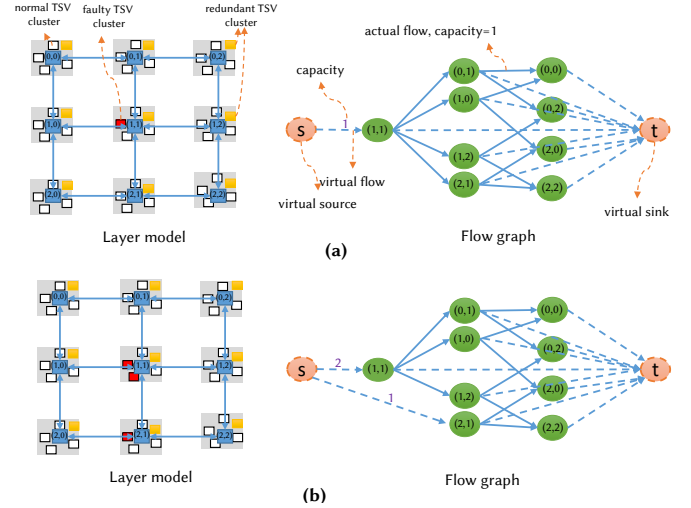 normal TSV
cluster
faulty TSV
cluster
redundant TSV
cluster
(0,0)
(0,1)
(0,2)
(1,0)
(1,1)
(1,2)
(2,0)
(2,1)
(2,2)
Layer model
actual flow, capacity=1
capacity
s
1
(1,1)
(0,1)
(1,0)
(1,2)
(2,1)
(0,0)
(0,2)
(2,0)
(2,2)
t
virtual flow
virtual source
virtual sink
Flow graph
(a)
(0,0)
(0,1)
(0,2)
(1,0)
(1,1)
(1,2)
(2,0)
(2,1)
(2,2)
Layer model
s
2
1
(1,1)
(0,1)
(1,0)
(1,2)
(2,1)
(0,0)
(0,2)
(2,0)
(2,2)
t
Flow graph
(b)